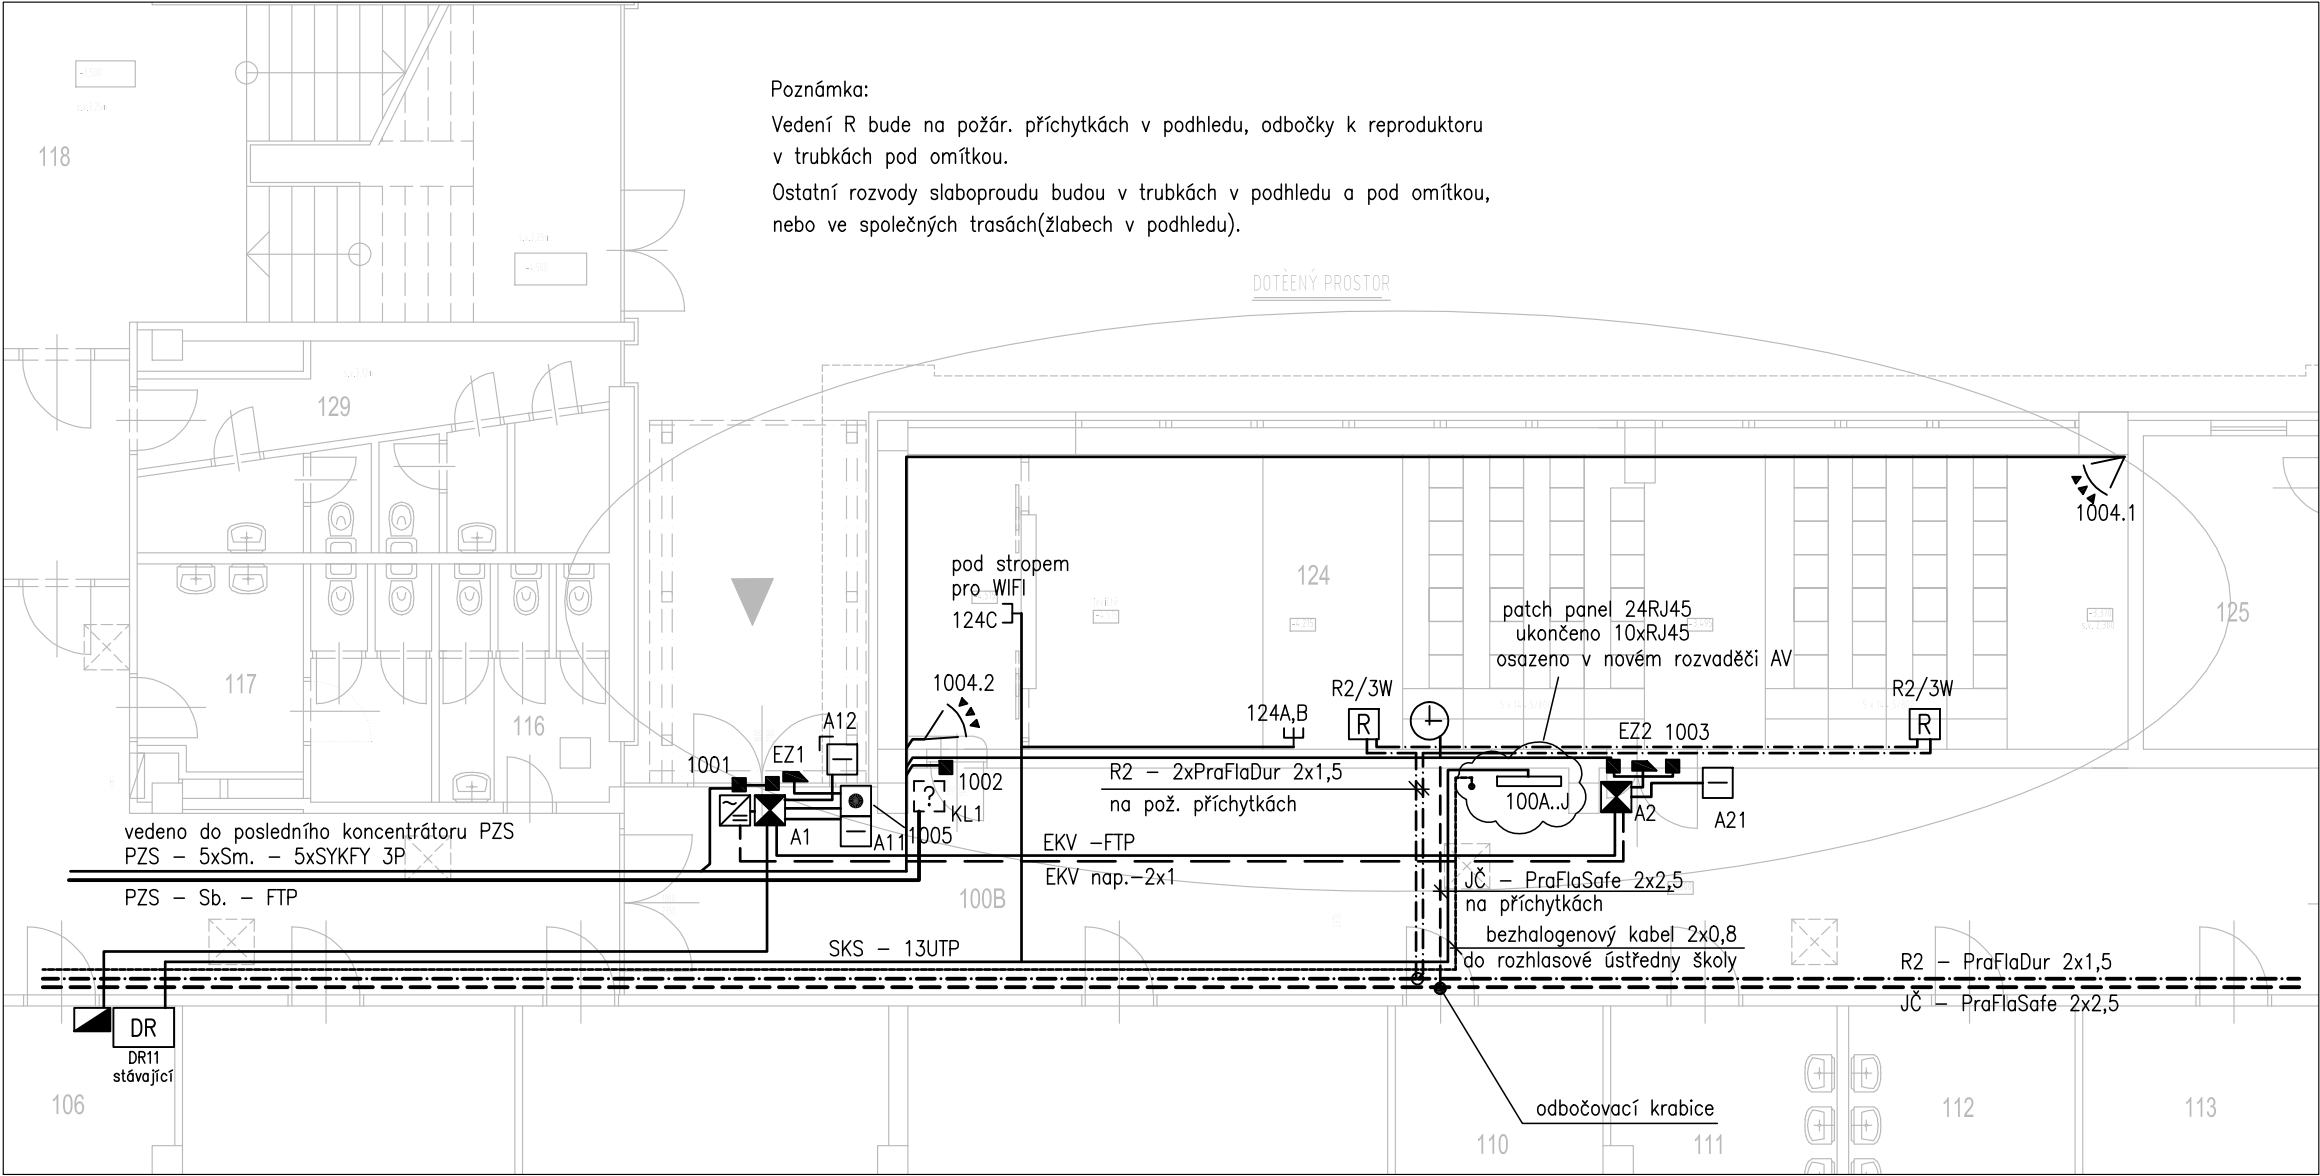 Poznámka:
Vedení R bude na požár. příchytkách v podhledu, odbočky k reproduktoru
v trubkách pod omítkou.
Ostatní rozvody slaboproudu budou v trubkách v podhledu a pod omítkou,
nebo ve společných trasách(žlabech v podhledu).
DOTÈENÝ PROSTOR
118
129
117
116
124
125
1004.1
pod stropem
pro WIFI
124C
patch panel 24RJ45
ukončeno 10xRJ45
osazeno v novém rozvaděči AV
1004.2
R2/3W
R
R2/3W
R
124A,B
A12
EZ1
1001
EZ2 1003
1002
?
KL1
R2 – 2xPraFlaDur 2x1,5
na pož. příchytkách
100A..J
A2
A21
A1
A11
1005
vedeno do posledního koncentrátoru PZS
PZS – 5xSm. – 5xSYKFY 3P
PZS – Sb. – FTP
EKV –FTP
EKV nap.–2x1
100B
JČ – PraFlaSafe 2x2,5
na příchytkách
bezhalogenový kabel 2x0,8
do rozhlasové ústředny školy
SKS – 13UTP
R2 – PraFlaDur 2x1,5
JČ – PraFlaSafe 2x2,5
DR
DR11
stávající
odbočovací krabice
106
110
111
112
113